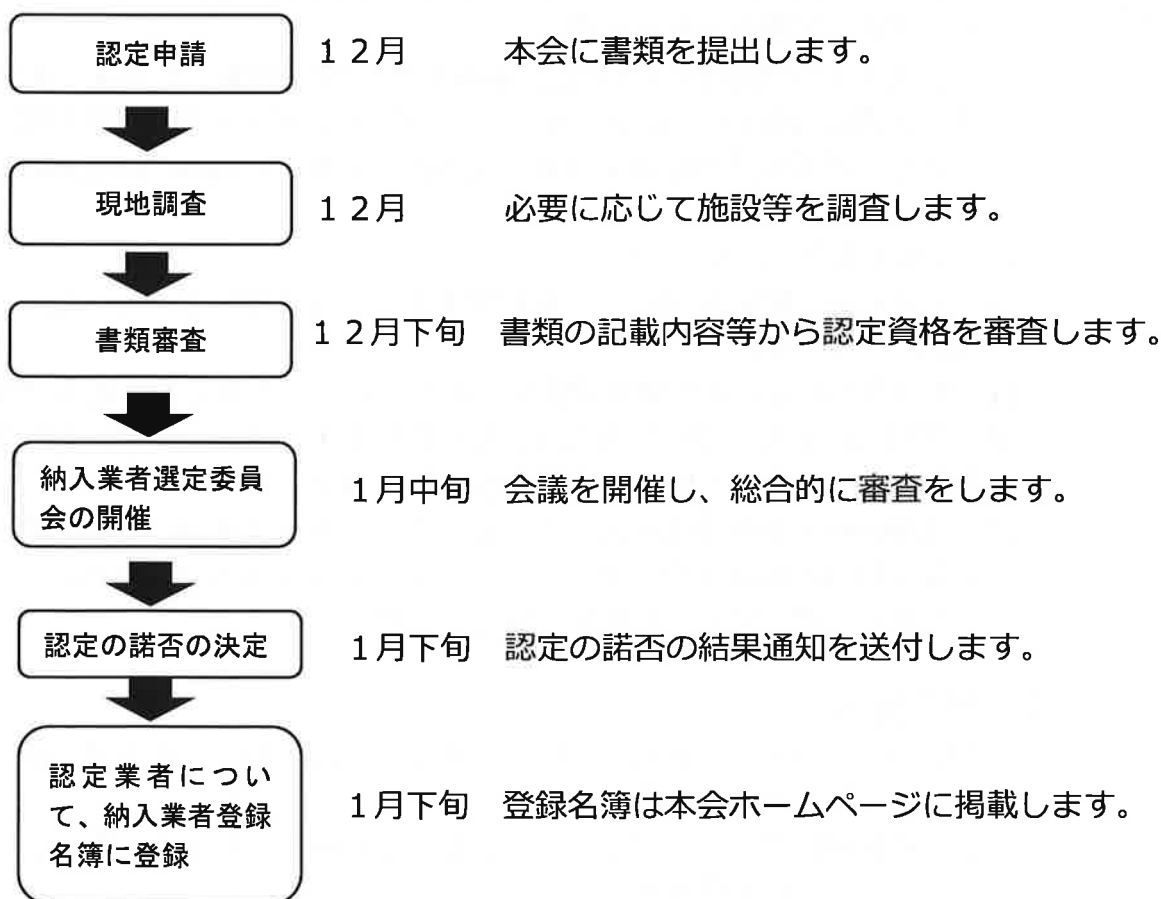 認定申請
１２月 本会に書類を提出します。
現地調査
１２月 必要に応じて施設等を調査します。
書類審査
１２月下旬 書類の記載内容等から認定資格を審査します。
納入業者選定委員
会の開催
１月中旬 会議を開催し、総合的に審査をします。
認定の諾否の決定
１月下旬 認定の諾否の結果通知を送付します。
認定業者につい
て、納入業者登録
名簿に登録
１月下旬 登録名簿は本会ホームページに掲載します。